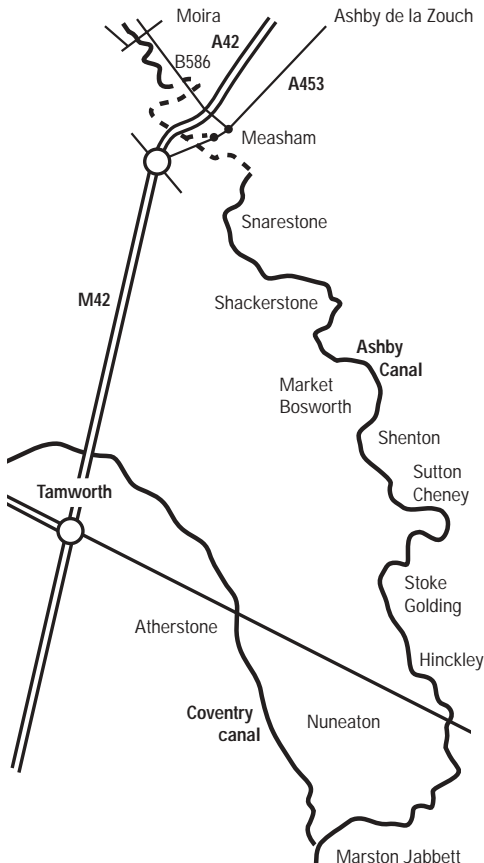 Moira
Ashby de la Zouch
A42
B586
A453
Measham
Snarestone
M42
Shackerstone
Ashby
Canal
Market
Bosworth
Shenton
Sutton
Cheney
Tamworth
Stoke
Golding
Atherstone
Hinckley
Coventry
canal
Nuneaton
Marston Jabbett